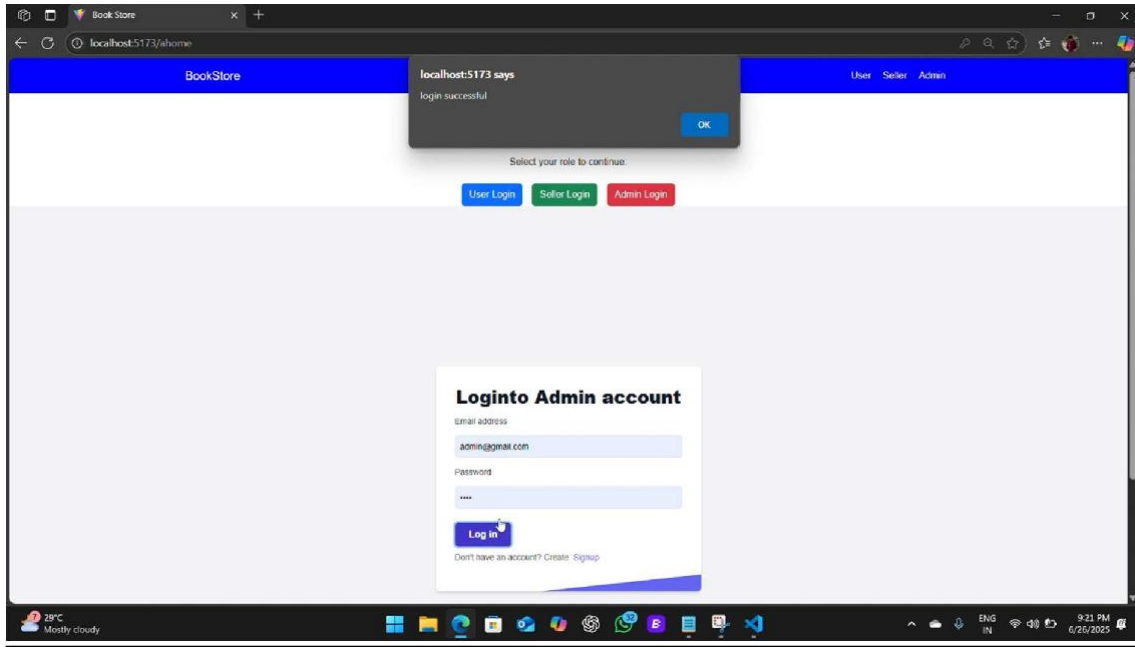 Book Store
localhost:5173/ahome
BookStore
User Seller Admin
localhost:5173 says
login successful
OK
Select your role to continue.
User Login Seller Login Admin Login
Loginto Admin account
Email address
admin@gmail.com
Password
••••
Log in
Don't have an account? Create Signup
29°C
Mostly cloudy
ENG
IN
9:21 PM
6/26/2025